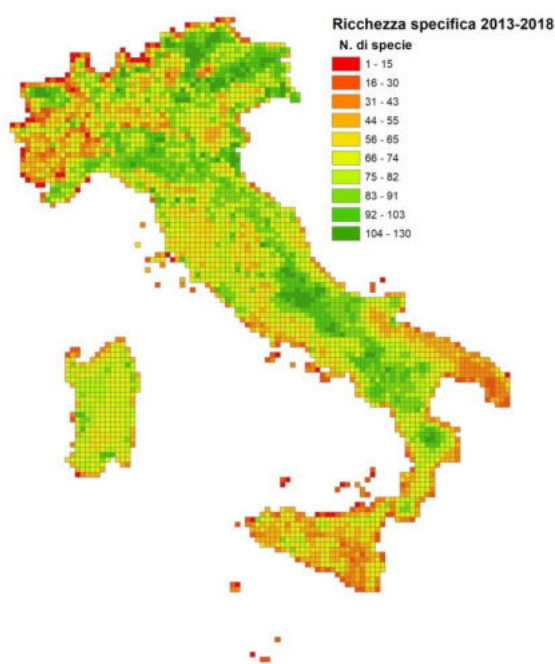 Ricchezza specifica 2013-2018
N. di specie
1 - 15
16 - 30
31 - 43
44 - 55
56 - 65
66 - 74
75 - 82
83 - 91
92 - 103
104 - 130